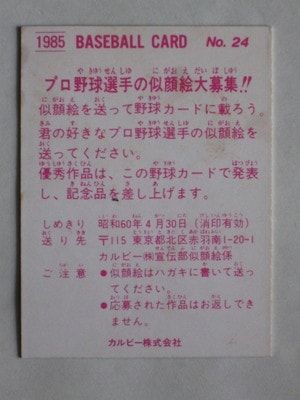 1985 BASEBALL CARD No. 24
プロ野球選手の似顔絵大募集!!
似顔絵を送って野球カードに載ろう。
君の好きなプロ野球選手の似顔絵を
送ってください。
優秀作品は、この野球カードで発表
し、記念品を差し上げます。
しめきり 昭和60年4月30日(消印有効)
送り先 〒115 東京都北区赤羽南1-20-1
カルビー㈱宣伝部似顔絵係
ご注意 ●似顔絵はハガキに書いて送っ
てください。
●応募された作品はお返しでき
ません。
カルビー株式会社